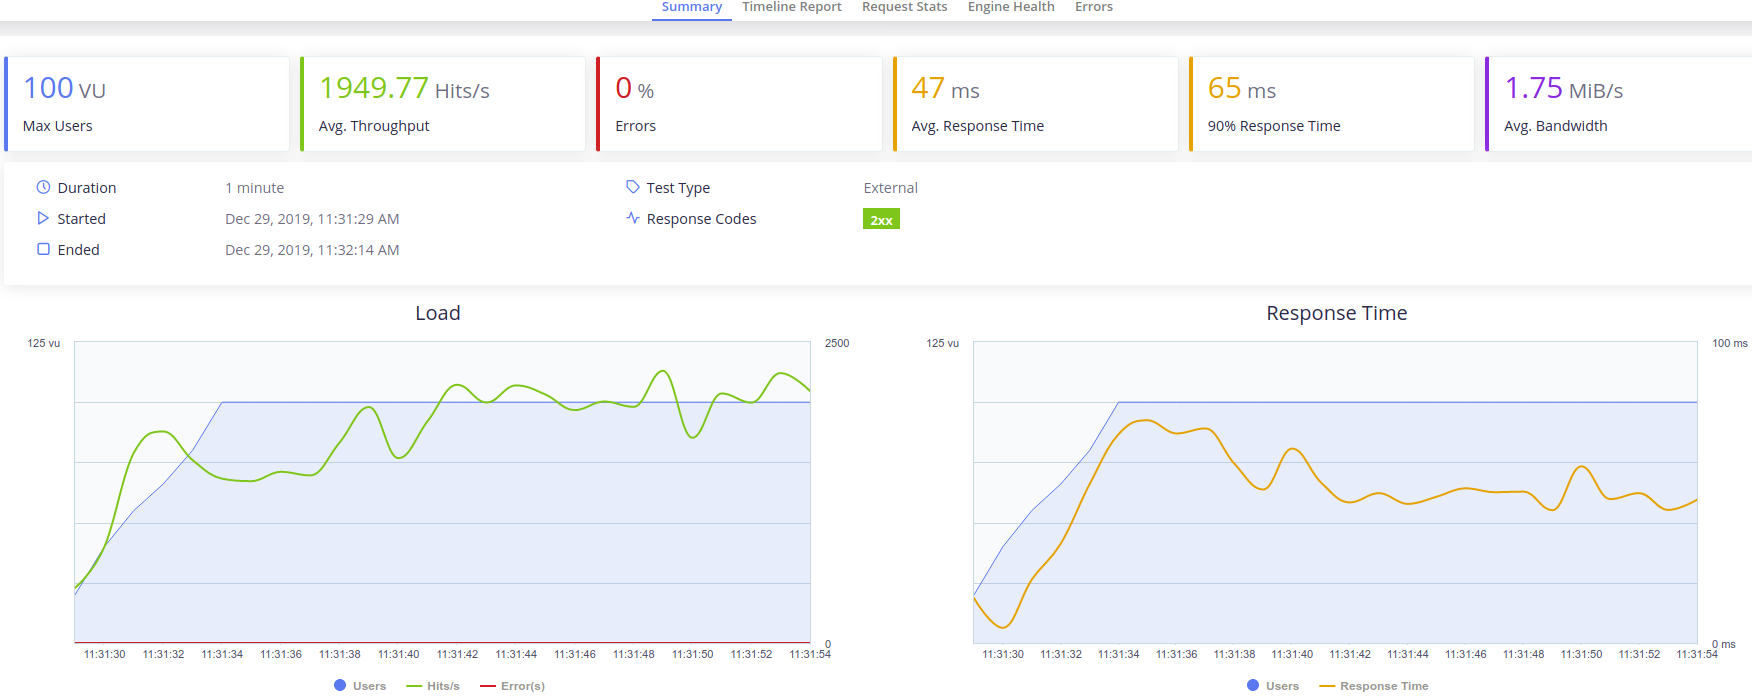 Summary Timeline Report Request Stats Engine Health Errors
100 VU 1949.77 Hits/s 0 % 47 ms 65 ms 1.75 MiB/s
Max Users Avg. Throughput Errors Avg. Response Time 90% Response Time Avg. Bandwidth
Duration 1 minute Test Type External
Started Dec 29, 2019, 11:31:29 AM Response Codes 2xx
Ended Dec 29, 2019, 11:32:14 AM
Load
125 vu 2500
0
11:31:30 11:31:32 11:31:34 11:31:36 11:31:38 11:31:40 11:31:42 11:31:44 11:31:46 11:31:48 11:31:50 11:31:52 11:31:54
Users Hits/s Error(s)
Response Time
125 vu 100 ms
0 ms
11:31:30 11:31:32 11:31:34 11:31:36 11:31:38 11:31:40 11:31:42 11:31:44 11:31:46 11:31:48 11:31:50 11:31:52 11:31:54
Users Response Time